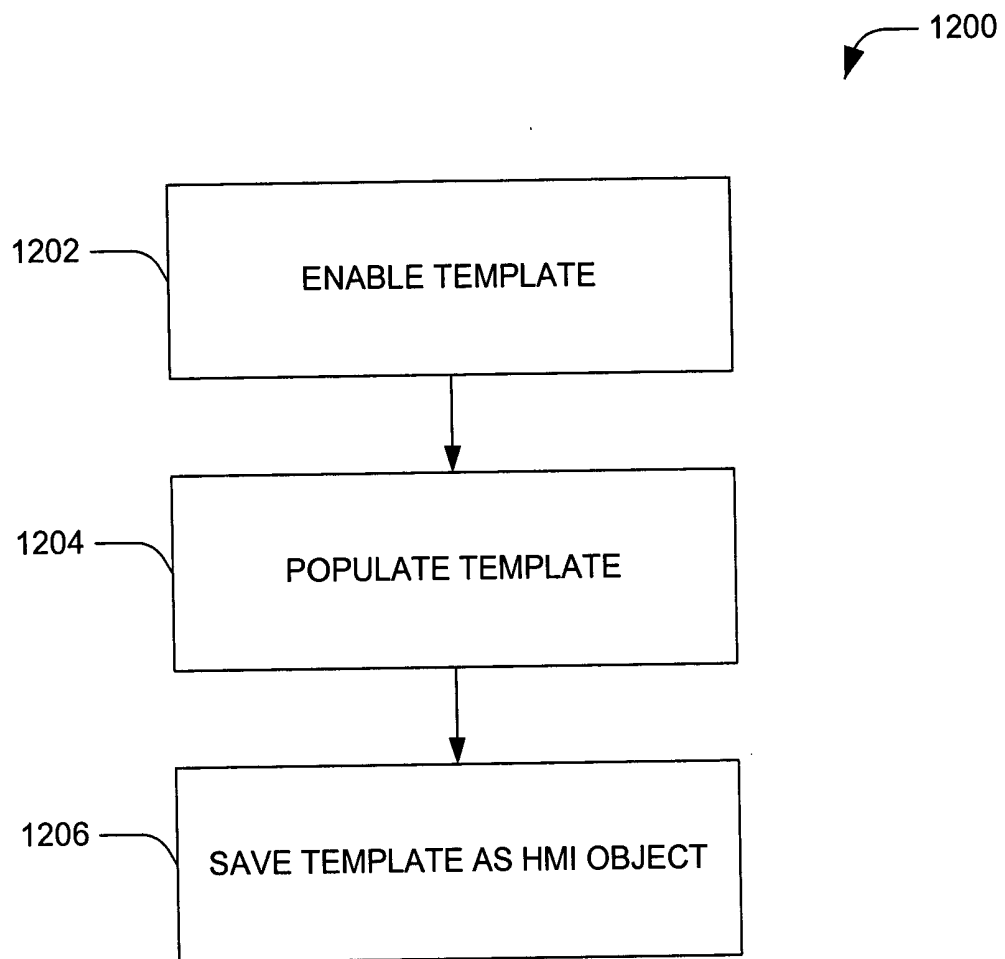 1200
1202
ENABLE TEMPLATE
1204
POPULATE TEMPLATE
1206
SAVE TEMPLATE AS HMI OBJECT